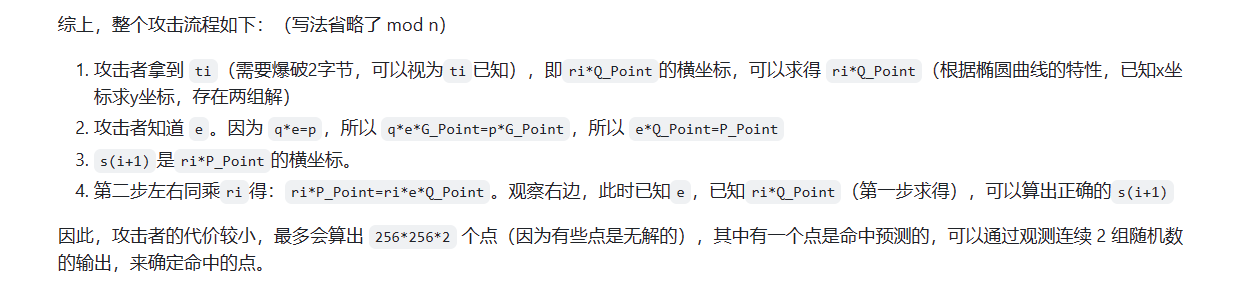 综上，整个攻击流程如下：（写法省略了 mod n）
1. 攻击者拿到 ti（需要爆破2字节，可以视为 ti 已知），即 ri*Q_Point 的横坐标，可以求得 ri*Q_Point（根据椭圆曲线的特性，已知x坐
标求y坐标，存在两组解）
2. 攻击者知道 e 。因为 q*e=p ，所以 q*e*G_Point=p*G_Point，所以 e*Q_Point=P_Point
3. s(i+1) 是 ri*P_Point 的横坐标。
4. 第二步左右同乘 ri 得： ri*P_Point=ri*e*Q_Point 。观察右边，此时已知 e ，已知 ri*Q_Point（第一步求得），可以算出正确的 s(i+1)
因此，攻击者的代价较小，最多会算出 256*256*2 个点（因为有些点是无解的），其中有一个点是命中预测的，可以通过观测连续 2 组随机数
的输出，来确定命中的点。